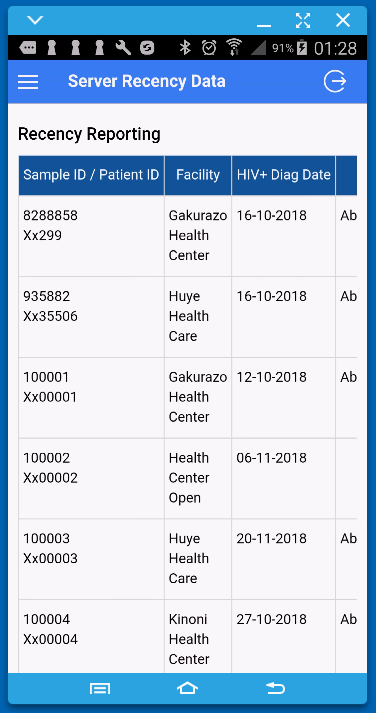 91% 01:28
Server Recency Data
Recency Reporting
Sample ID / Patient ID Facility HIV+ Diag Date
8288858 Gakurazo 16-10-2018 Ab
Xx299 Health
Center
935882 Huye 16-10-2018 Ab
Xx35506 Health
Care
100001 Gakurazo 12-10-2018 Ab
Xx00001 Health
Center
100002 Health 06-11-2018
Xx00002 Center
Open
100003 Huye 20-11-2018 Ab
Xx00003 Health
Care
100004 Kinoni 27-10-2018 Ab
Xx00004 Health
Center